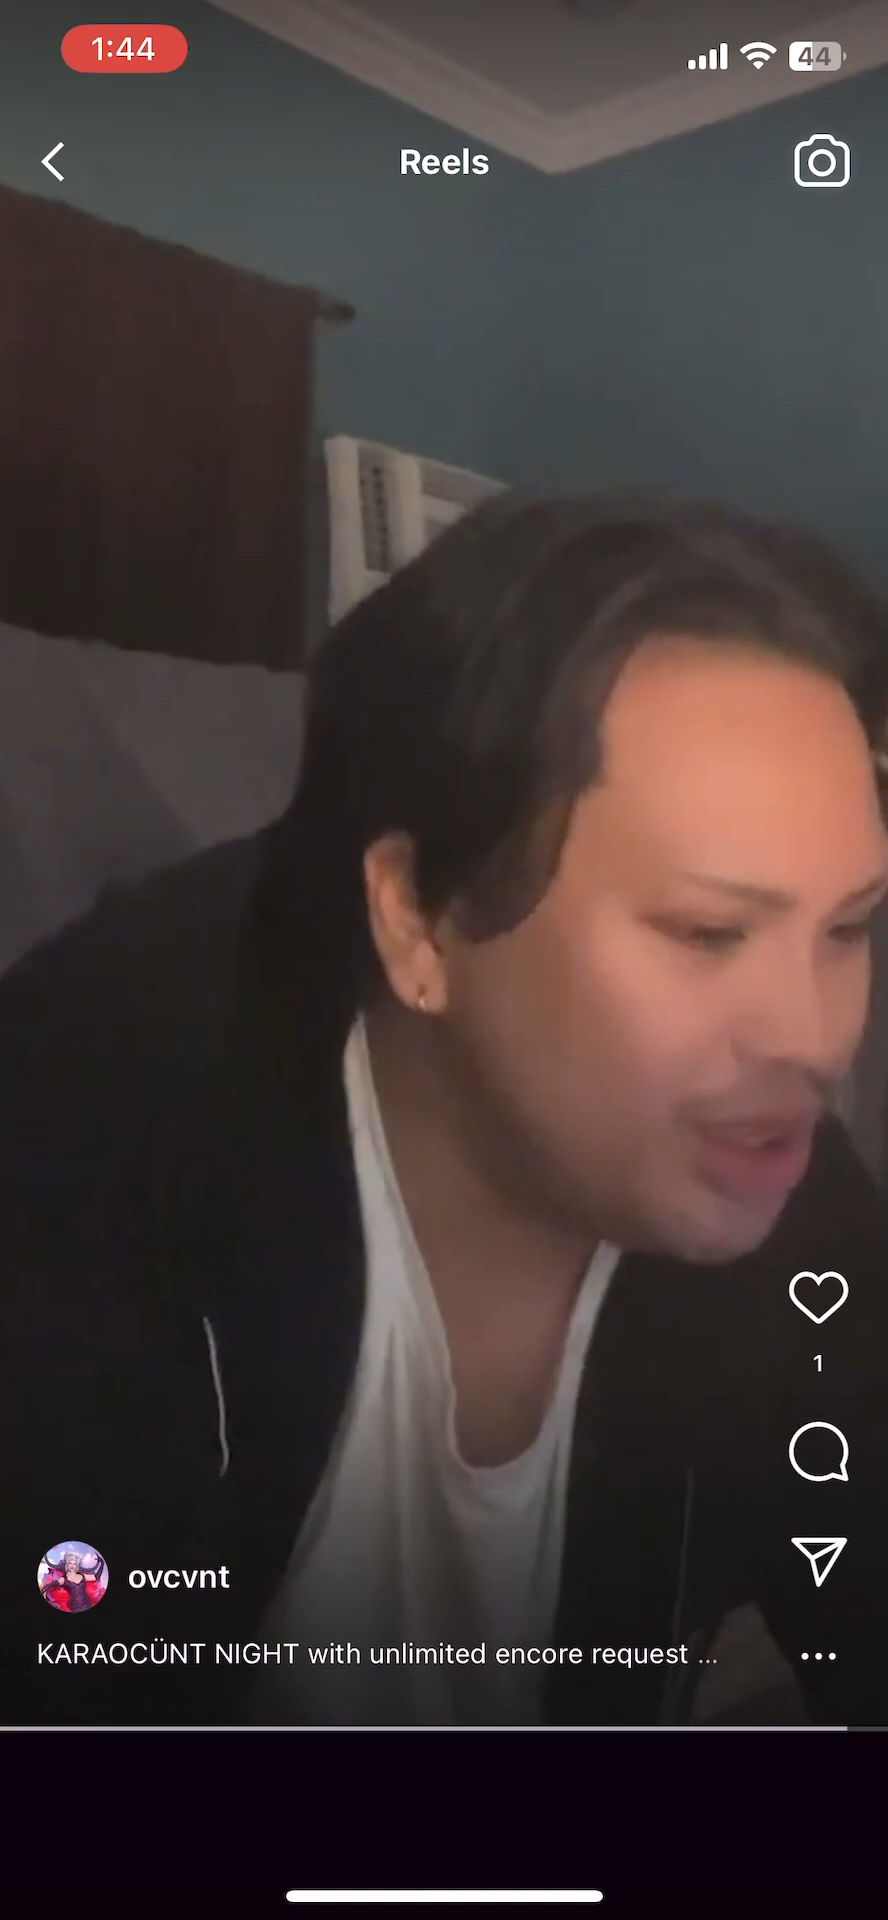 1:44
44
Reels
1
ovcvnt
KARAOCÜNT NIGHT with unlimited encore request ...